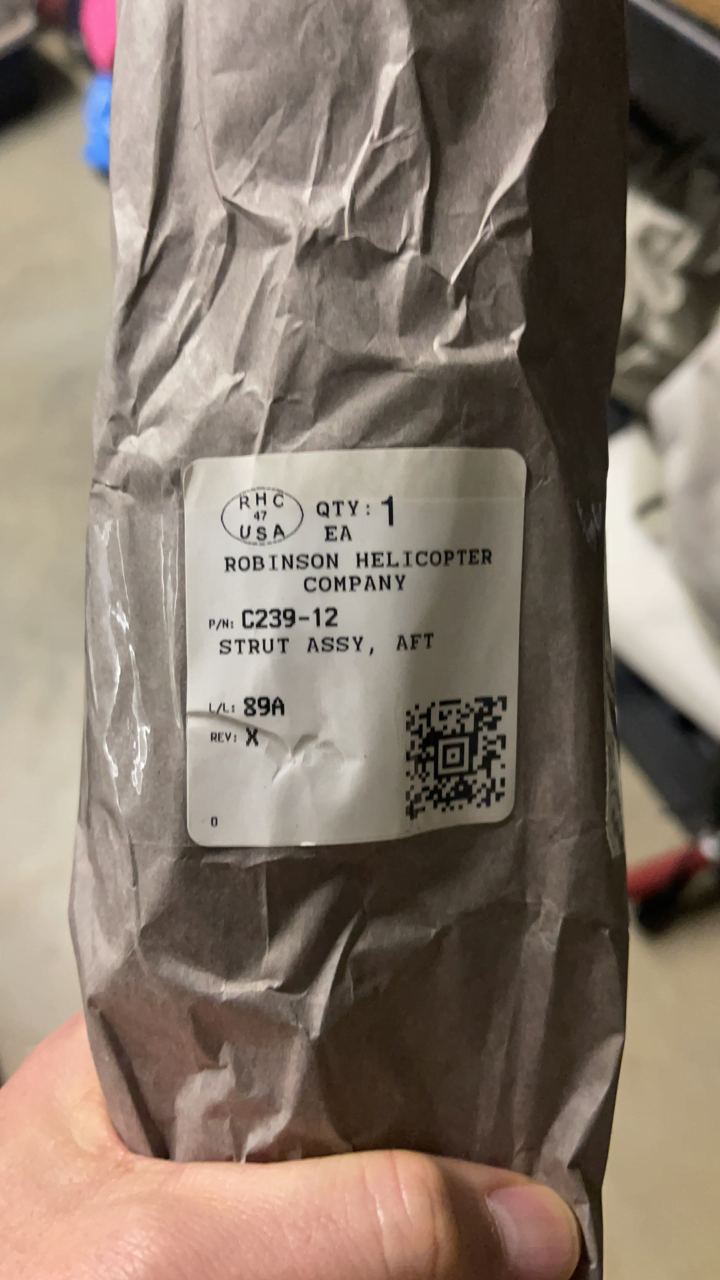 RHC
47
USA
QTY: 1
EA
ROBINSON HELICOPTER
COMPANY
P/N: C239-12
STRUT ASSY, AFT
L/L: 89A
REV: X
0